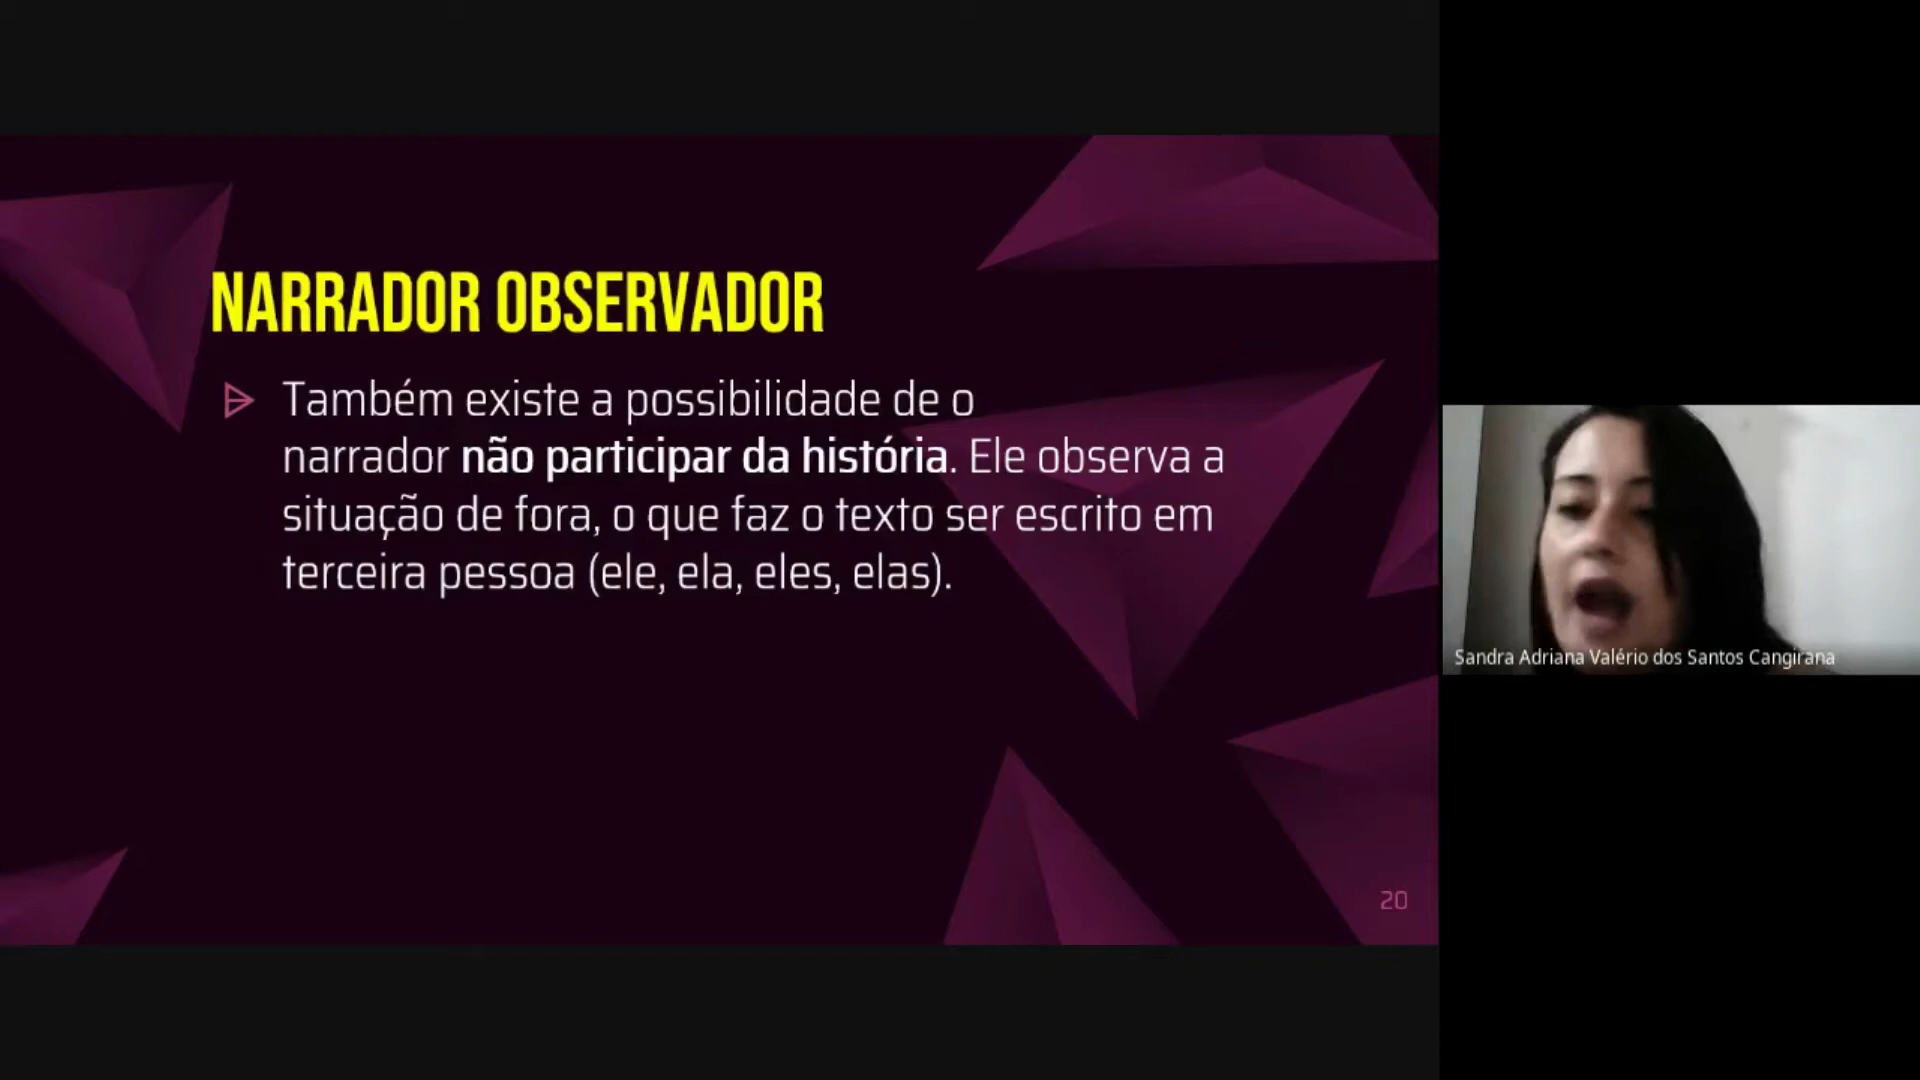 NARRADOR OBSERVADOR
Também existe a possibilidade de o
narrador não participar da história. Ele observa a
situação de fora, o que faz o texto ser escrito em
terceira pessoa (ele, ela, eles, elas).
20
Sandra Adriana Valério dos Santos Cangirana